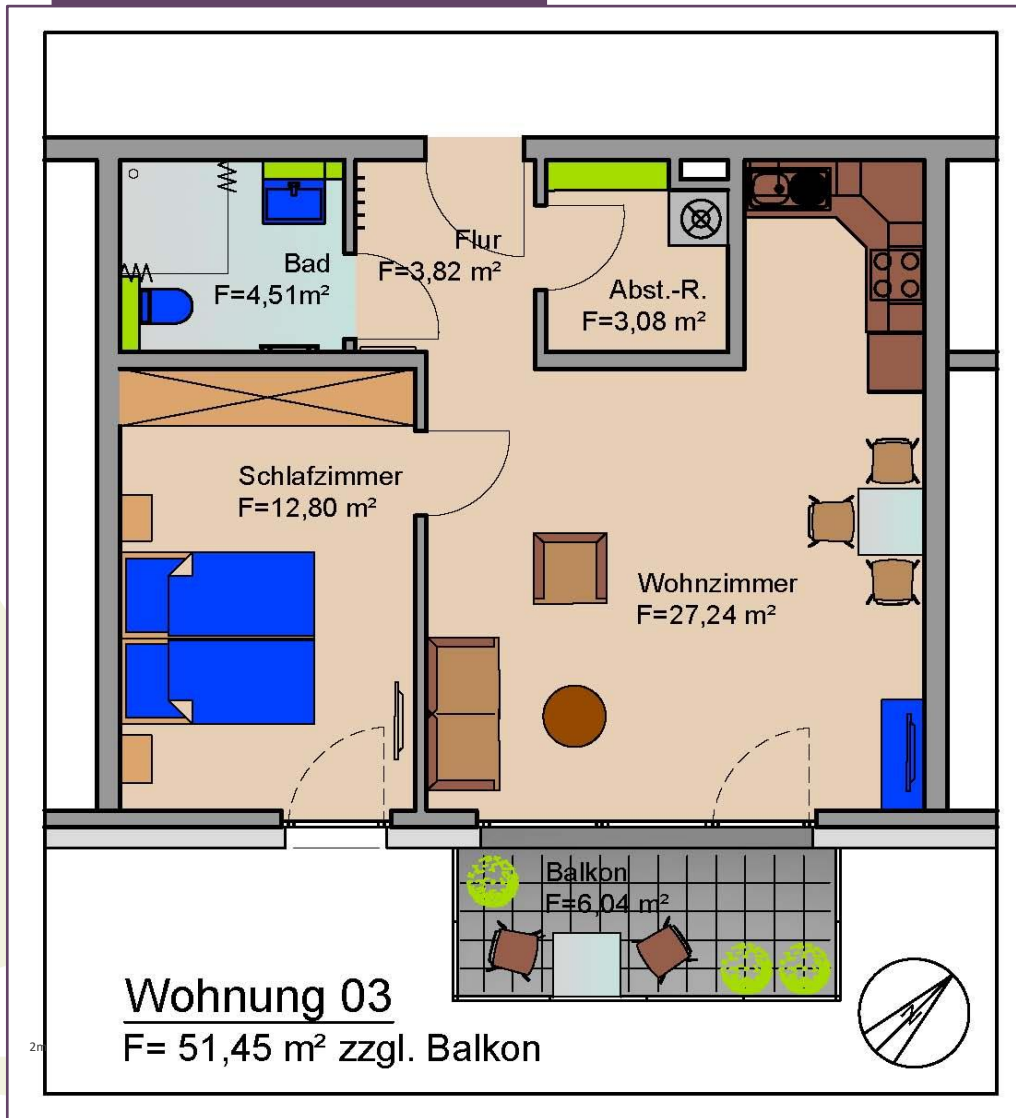 Flur
F=3,82 m²
Bad
F=4,51m²
Abst.-R.
F=3,08 m²
Schlafzimmer
F=12,80 m²
Wohnzimmer
F=27,24 m²
Balkon
F=6,04 m²
Wohnung 03
F= 51,45 m² zzgl. Balkon
2m
N